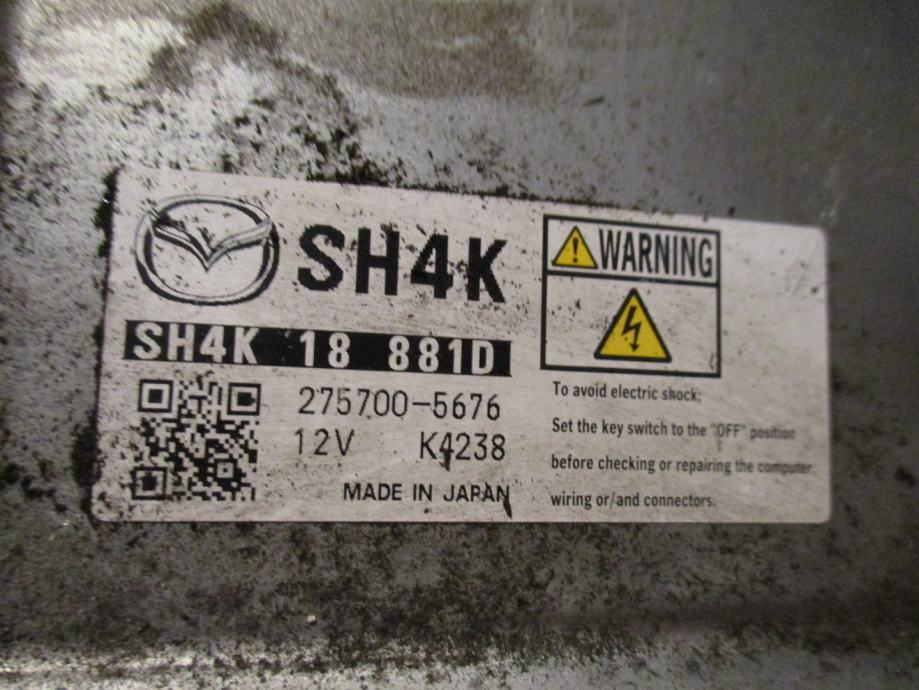 SH4K
SH4K 18 881D
275700-5676
12V K4238
MADE IN JAPAN
WARNING
To avoid electric shock;
Set the key switch to the "OFF" position
before checking or repairing the computer
wiring or/and connectors.